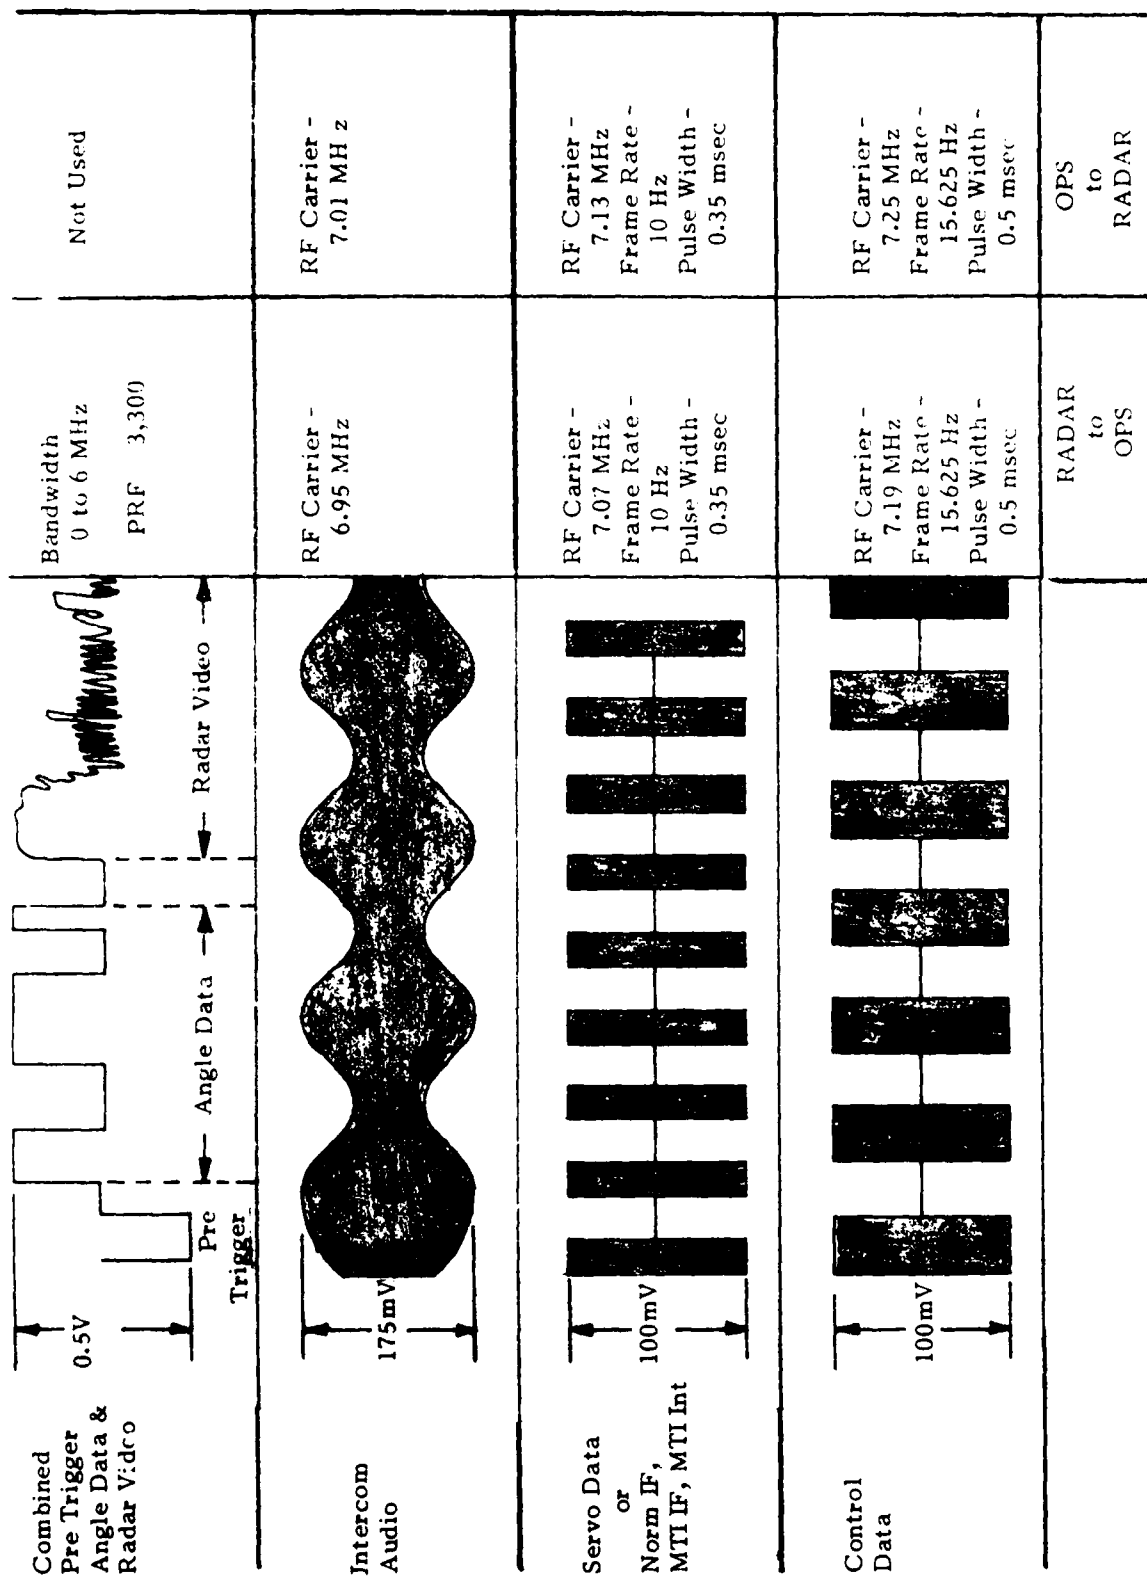 Combined
Pre Trigger
Angle Data &
Radar Video
0.5V
Pre
Trigger
Angle Data
Radar Video
Bandwidth
0 to 6 MHz
PRF 3,300
Not Used
Intercom
Audio
175mV
RF Carrier -
6.95 MHz
RF Carrier -
7.01 MHz
Servo Data
or
Norm IF,
MTI IF, MTI Int
100mV
RF Carrier -
7.07 MHz
Frame Rate -
10 Hz
Pulse Width -
0.35 msec
RF Carrier -
7.13 MHz
Frame Rate -
10 Hz
Pulse Width -
0.35 msec
Control
Data
100mV
RF Carrier -
7.19 MHz
Frame Rate -
15.625 Hz
Pulse Width -
0.5 msec
RF Carrier -
7.25 MHz
Frame Rate -
15.625 Hz
Pulse Width -
0.5 msec
RADAR
to
OPS
OPS
to
RADAR